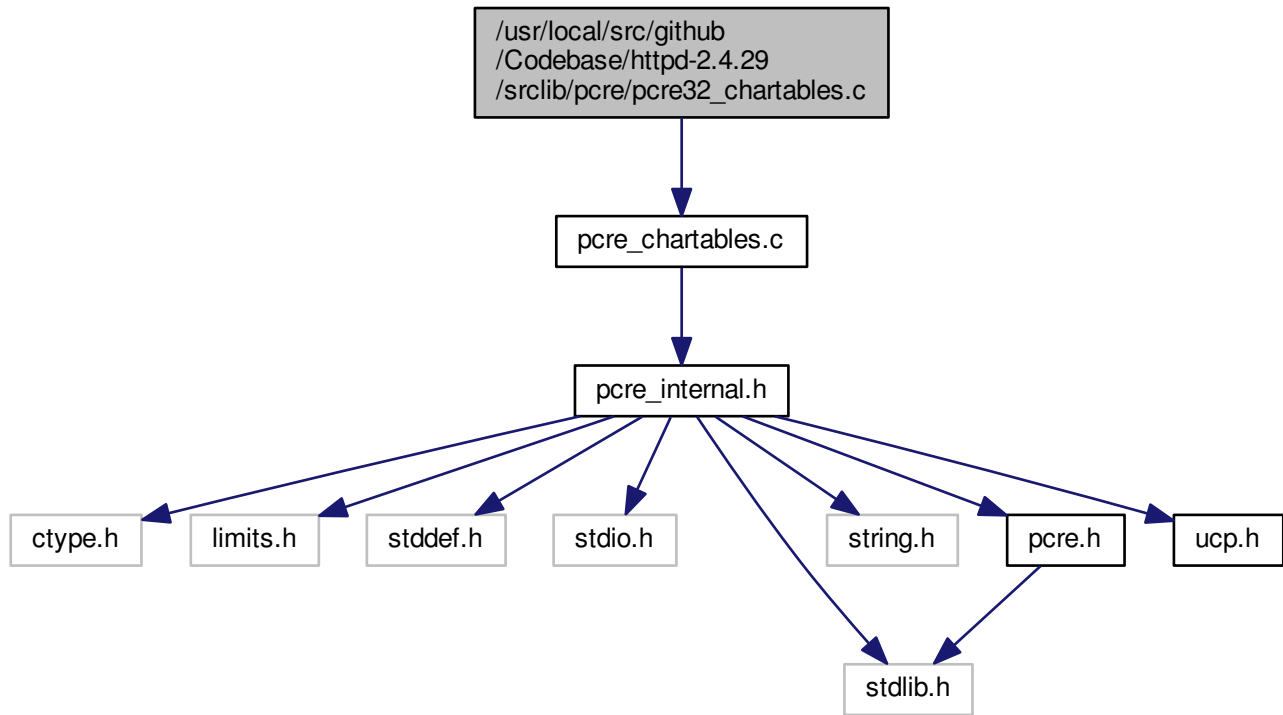 /usr/local/src/github
/Codebase/httpd-2.4.29
/srclib/pcre/pcre32_chartables.c
pcre_chartables.c
pcre_internal.h
ctype.h
limits.h
stddef.h
stdio.h
string.h
pcre.h
ucp.h
stdlib.h